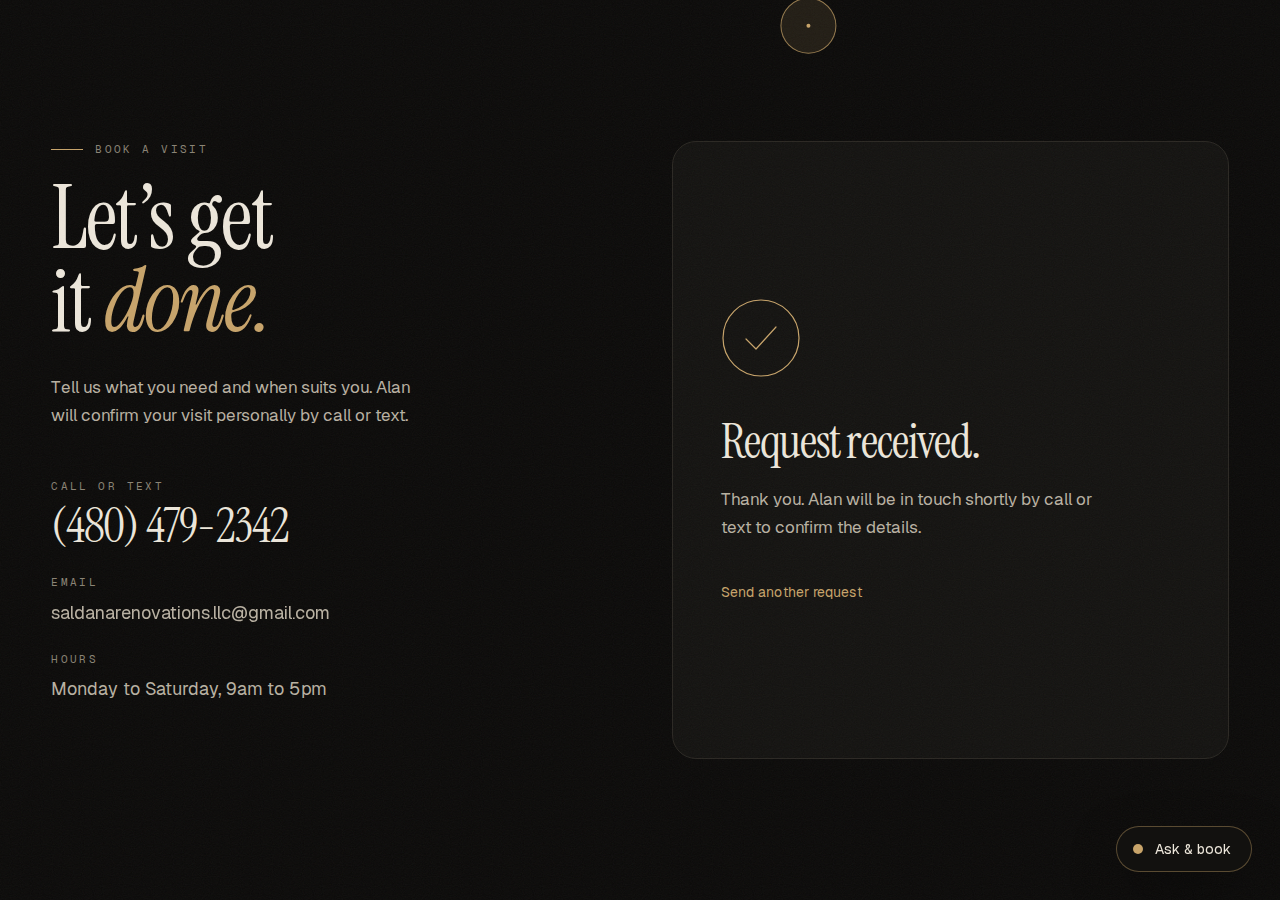 BOOK A VISIT
Let’s get
it done.
Tell us what you need and when suits you. Alan
will confirm your visit personally by call or text.
CALL OR TEXT
(480) 479-2342
EMAIL
saldanarenovations.llc@gmail.com
HOURS
Monday to Saturday, 9am to 5pm
Request received.
Thank you. Alan will be in touch shortly by call or
text to confirm the details.
Send another request
Ask & book